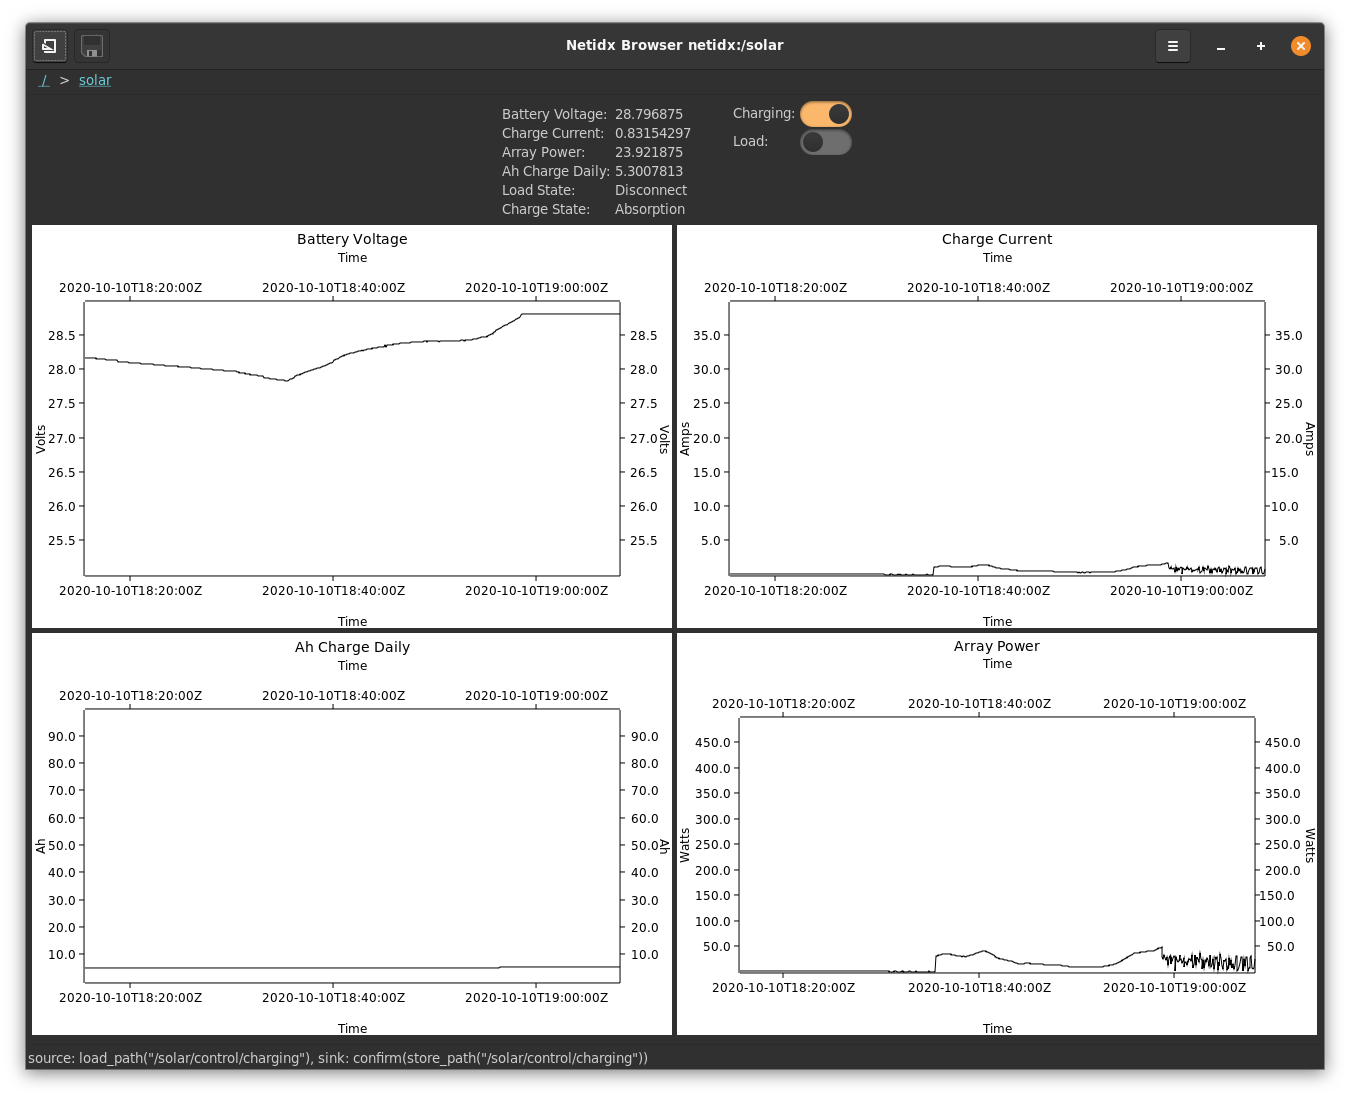 Netidx Browser netidx:/solar
/ > solar
Battery Voltage: 28.796875
Charge Current: 0.83154297
Array Power: 23.921875
Ah Charge Daily: 5.3007813
Load State: Disconnect
Charge State: Absorption
Charging:
Load:
Battery Voltage
Time
2020-10-10T18:20:00Z 2020-10-10T18:40:00Z 2020-10-10T19:00:00Z
28.5 28.5
28.0 28.0
27.5 27.5
Volts 27.0 27.0 Volts
26.5 26.5
26.0 26.0
25.5 25.5
2020-10-10T18:20:00Z 2020-10-10T18:40:00Z 2020-10-10T19:00:00Z
Time
Charge Current
Time
2020-10-10T18:20:00Z 2020-10-10T18:40:00Z 2020-10-10T19:00:00Z
35.0 35.0
30.0 30.0
25.0 25.0
Amps 20.0 20.0 Amps
15.0 15.0
10.0 10.0
5.0 5.0
2020-10-10T18:20:00Z 2020-10-10T18:40:00Z 2020-10-10T19:00:00Z
Time
Ah Charge Daily
Time
2020-10-10T18:20:00Z 2020-10-10T18:40:00Z 2020-10-10T19:00:00Z
90.0 90.0
80.0 80.0
70.0 70.0
60.0 60.0
Ah 50.0 50.0 Ah
40.0 40.0
30.0 30.0
20.0 20.0
10.0 10.0
2020-10-10T18:20:00Z 2020-10-10T18:40:00Z 2020-10-10T19:00:00Z
Time
Array Power
Time
2020-10-10T18:20:00Z 2020-10-10T18:40:00Z 2020-10-10T19:00:00Z
450.0 450.0
400.0 400.0
350.0 350.0
300.0 300.0
Watts 250.0 250.0 Watts
200.0 200.0
150.0 150.0
100.0 100.0
50.0 50.0
2020-10-10T18:20:00Z 2020-10-10T18:40:00Z 2020-10-10T19:00:00Z
Time
source: load_path("/solar/control/charging"), sink: confirm(store_path("/solar/control/charging"))